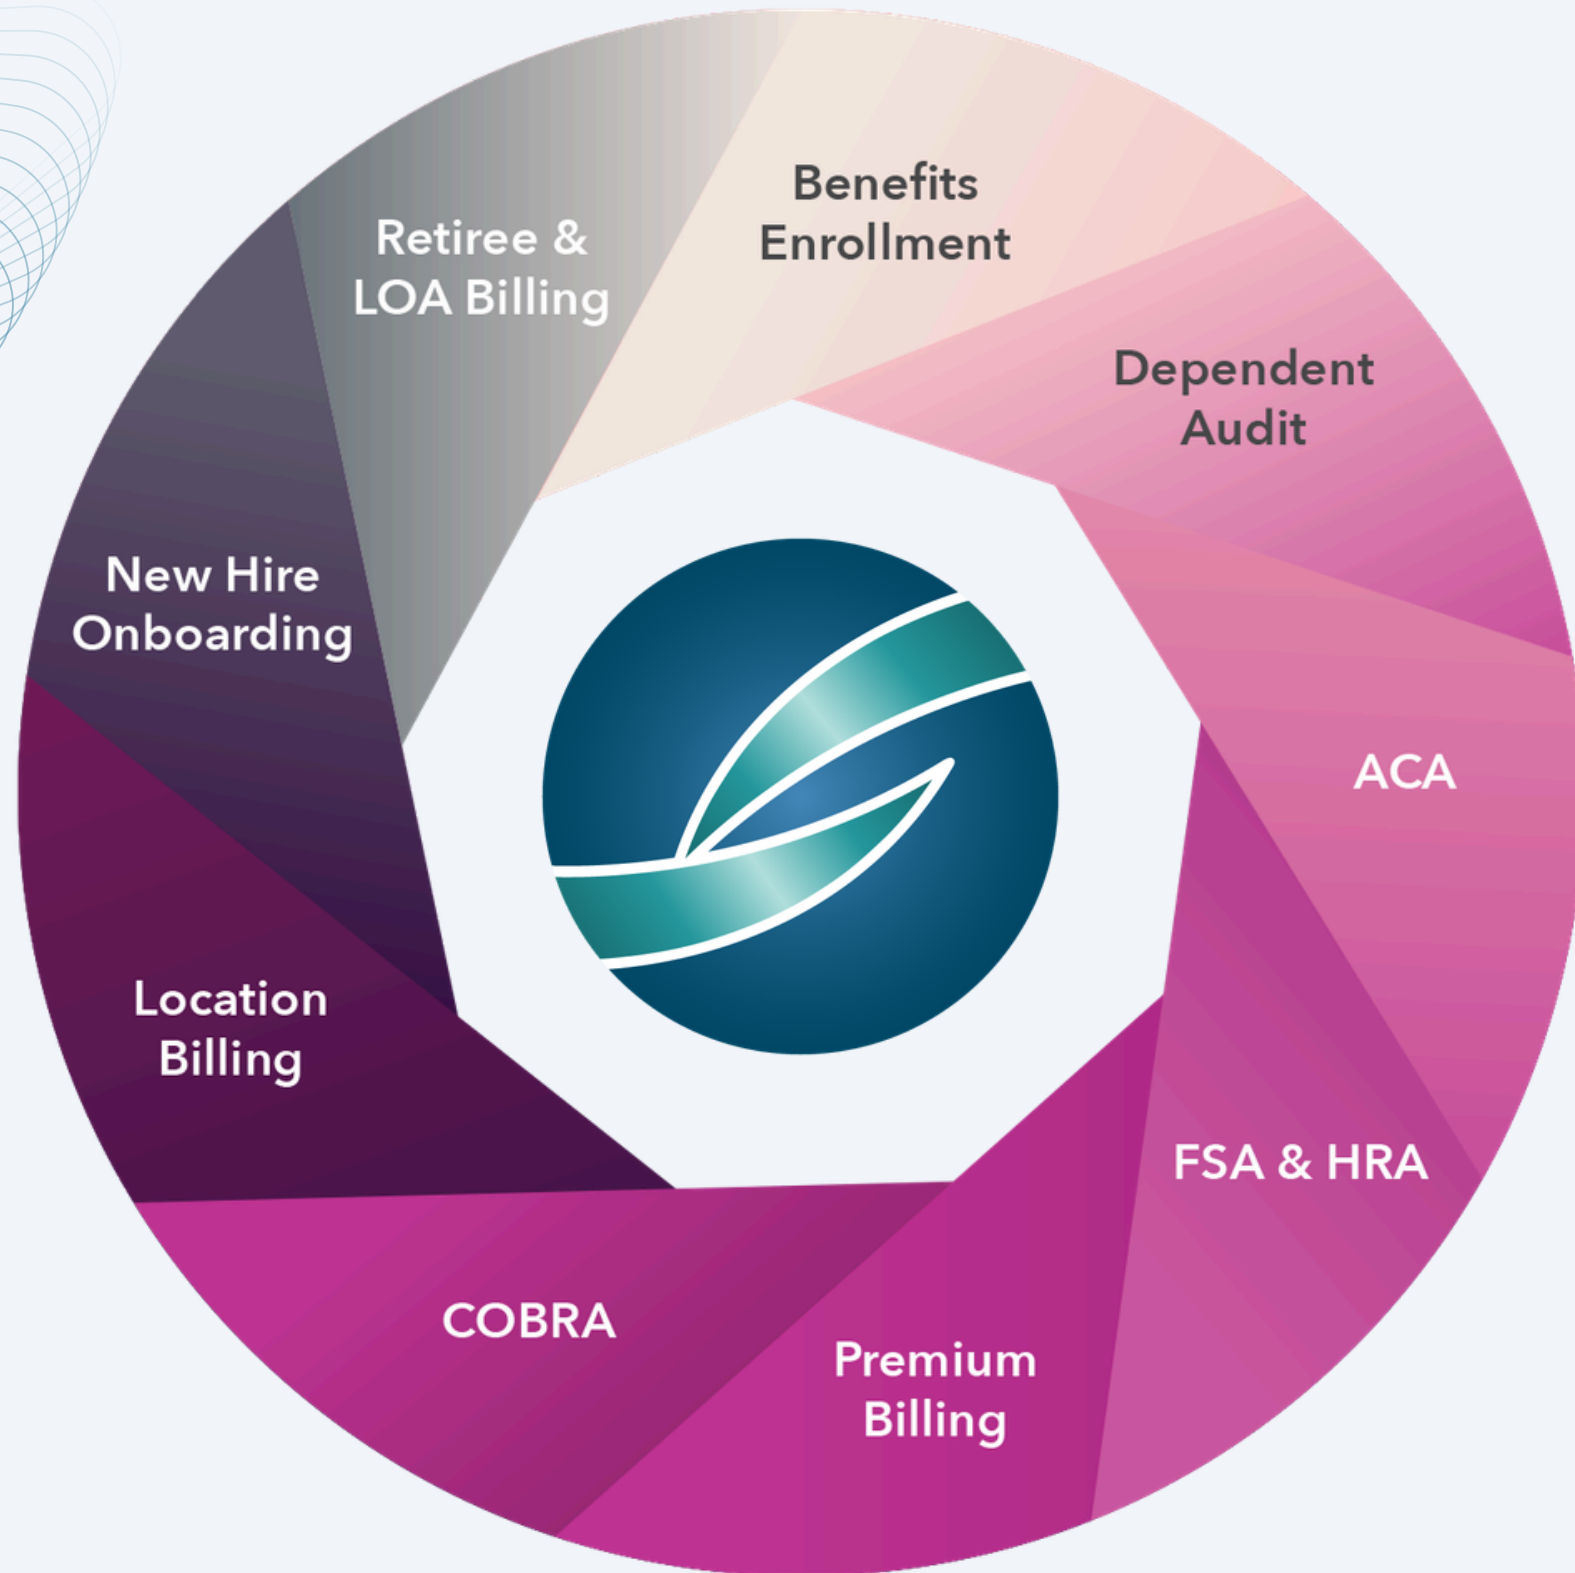 Benefits
Enrollment
Dependent
Audit
ACA
FSA & HRA
Premium
Billing
COBRA
Location
Billing
New Hire
Onboarding
Retiree &
LOA Billing